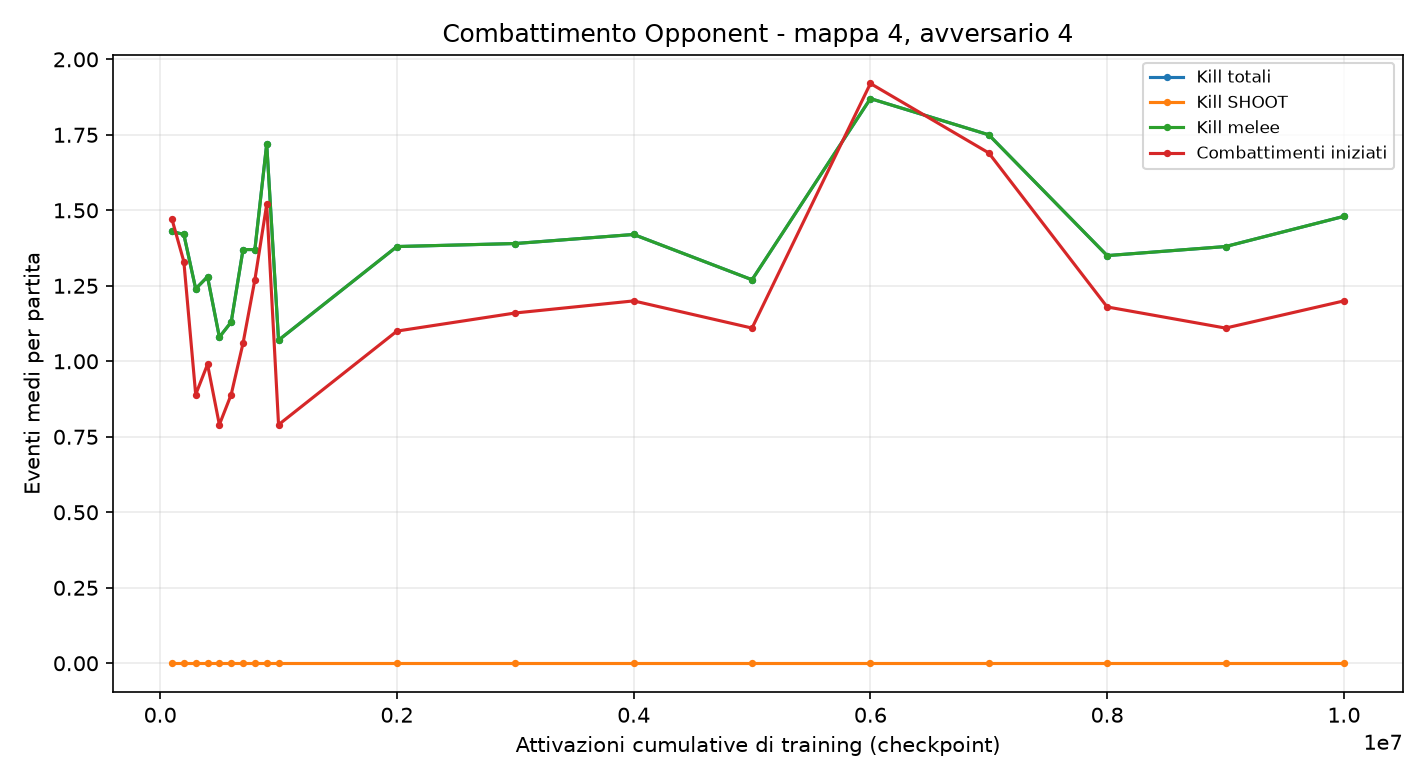 Combattimento Opponent - mappa 4, avversario 4
Kill totali
Kill SHOOT
Kill melee
Combattimenti iniziati
Eventi medi per partita
2.00
1.75
1.50
1.25
1.00
0.75
0.50
0.25
0.00
0.0 0.2 0.4 0.6 0.8 1.0
1e7
Attivazioni cumulative di training (checkpoint)